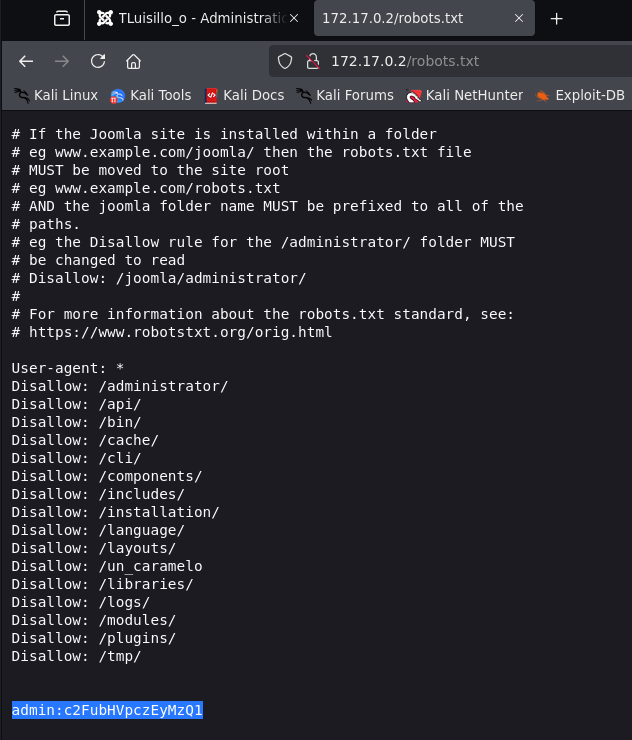 TLuisillo_o - Administratio
172.17.0.2/robots.txt
172.17.0.2/robots.txt
Kali Linux
Kali Tools
Kali Docs
Kali Forums
Kali NetHunter
Exploit-DB
# If the Joomla site is installed within a folder
# eg www.example.com/joomla/ then the robots.txt file
# MUST be moved to the site root
# eg www.example.com/robots.txt
# AND the joomla folder name MUST be prefixed to all of the
# paths.
# eg the Disallow rule for the /administrator/ folder MUST
# be changed to read
# Disallow: /joomla/administrator/
#
# For more information about the robots.txt standard, see:
# https://www.robotstxt.org/orig.html
User-agent: *
Disallow: /administrator/
Disallow: /api/
Disallow: /bin/
Disallow: /cache/
Disallow: /cli/
Disallow: /components/
Disallow: /includes/
Disallow: /installation/
Disallow: /language/
Disallow: /layouts/
Disallow: /un_caramelo
Disallow: /libraries/
Disallow: /logs/
Disallow: /modules/
Disallow: /plugins/
Disallow: /tmp/
admin:c2FubHVpczEyMzQ1